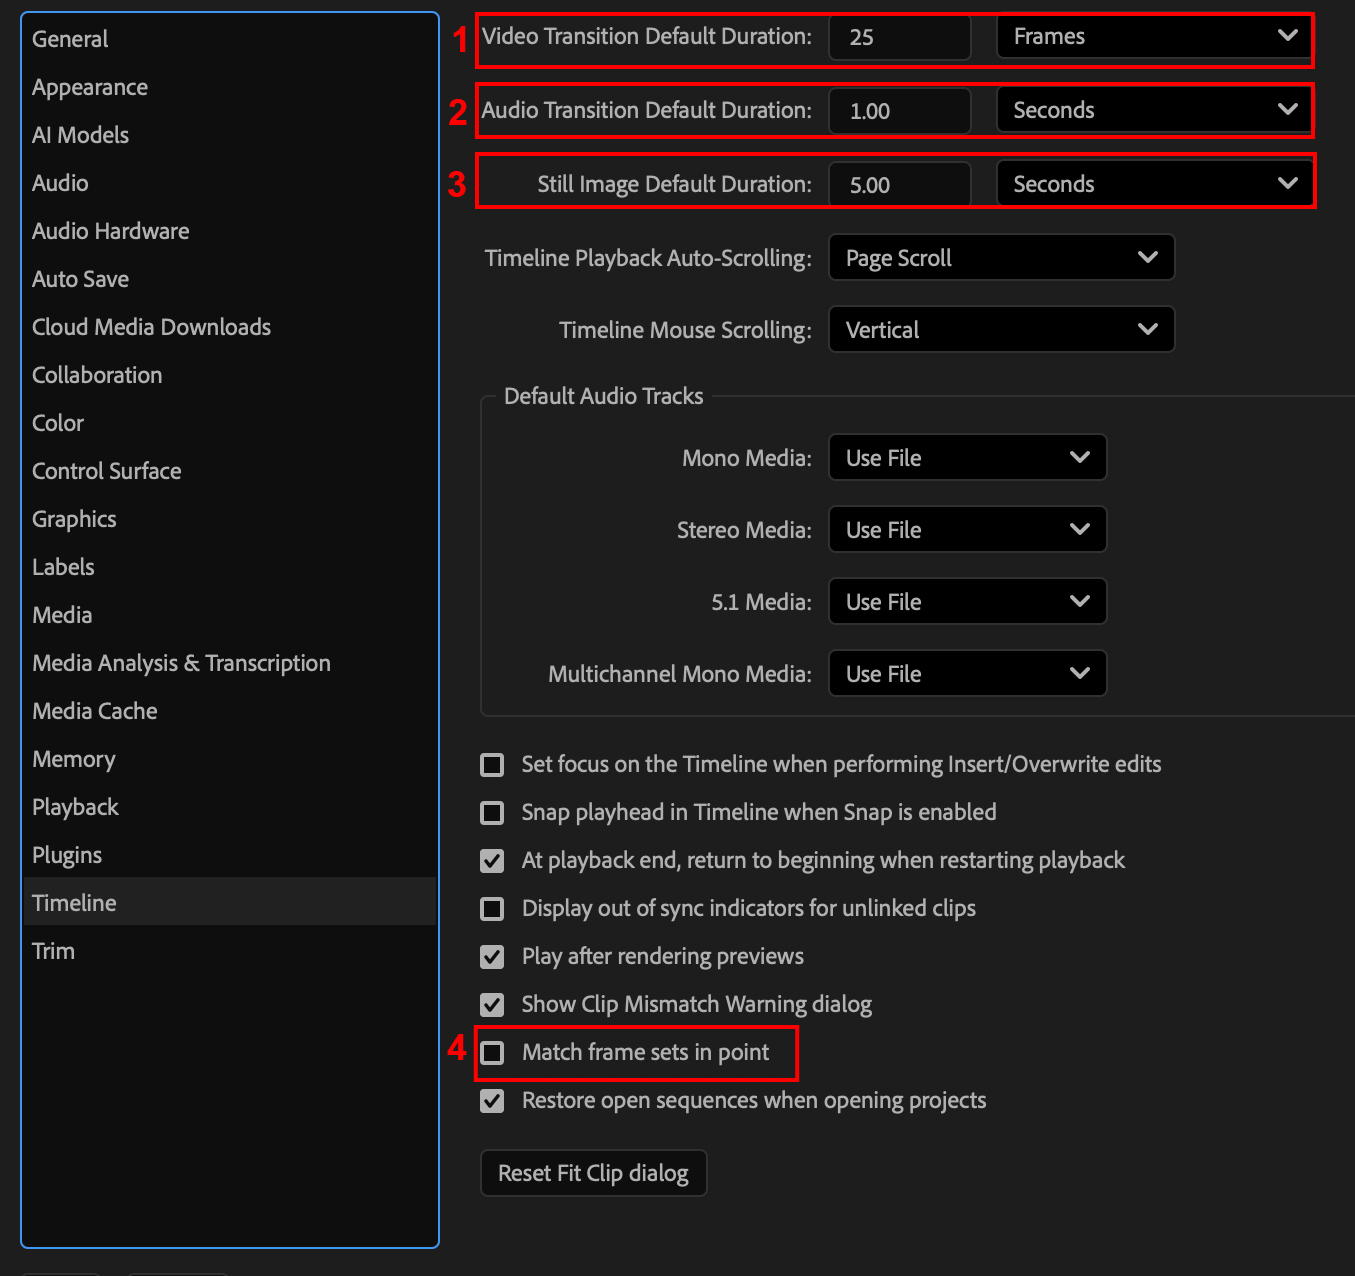 General
Appearance
AI Models
Audio
Audio Hardware
Auto Save
Cloud Media Downloads
Collaboration
Color
Control Surface
Graphics
Labels
Media
Media Analysis & Transcription
Media Cache
Memory
Playback
Plugins
Timeline
Trim
1 Video Transition Default Duration: 25 Frames
2 Audio Transition Default Duration: 1.00 Seconds
3 Still Image Default Duration: 5.00 Seconds
Timeline Playback Auto-Scrolling: Page Scroll
Timeline Mouse Scrolling: Vertical
Default Audio Tracks
Mono Media: Use File
Stereo Media: Use File
5.1 Media: Use File
Multichannel Mono Media: Use File
Set focus on the Timeline when performing Insert/Overwrite edits
Snap playhead in Timeline when Snap is enabled
At playback end, return to beginning when restarting playback
Display out of sync indicators for unlinked clips
Play after rendering previews
Show Clip Mismatch Warning dialog
4 Match frame sets in point
Restore open sequences when opening projects
Reset Fit Clip dialog